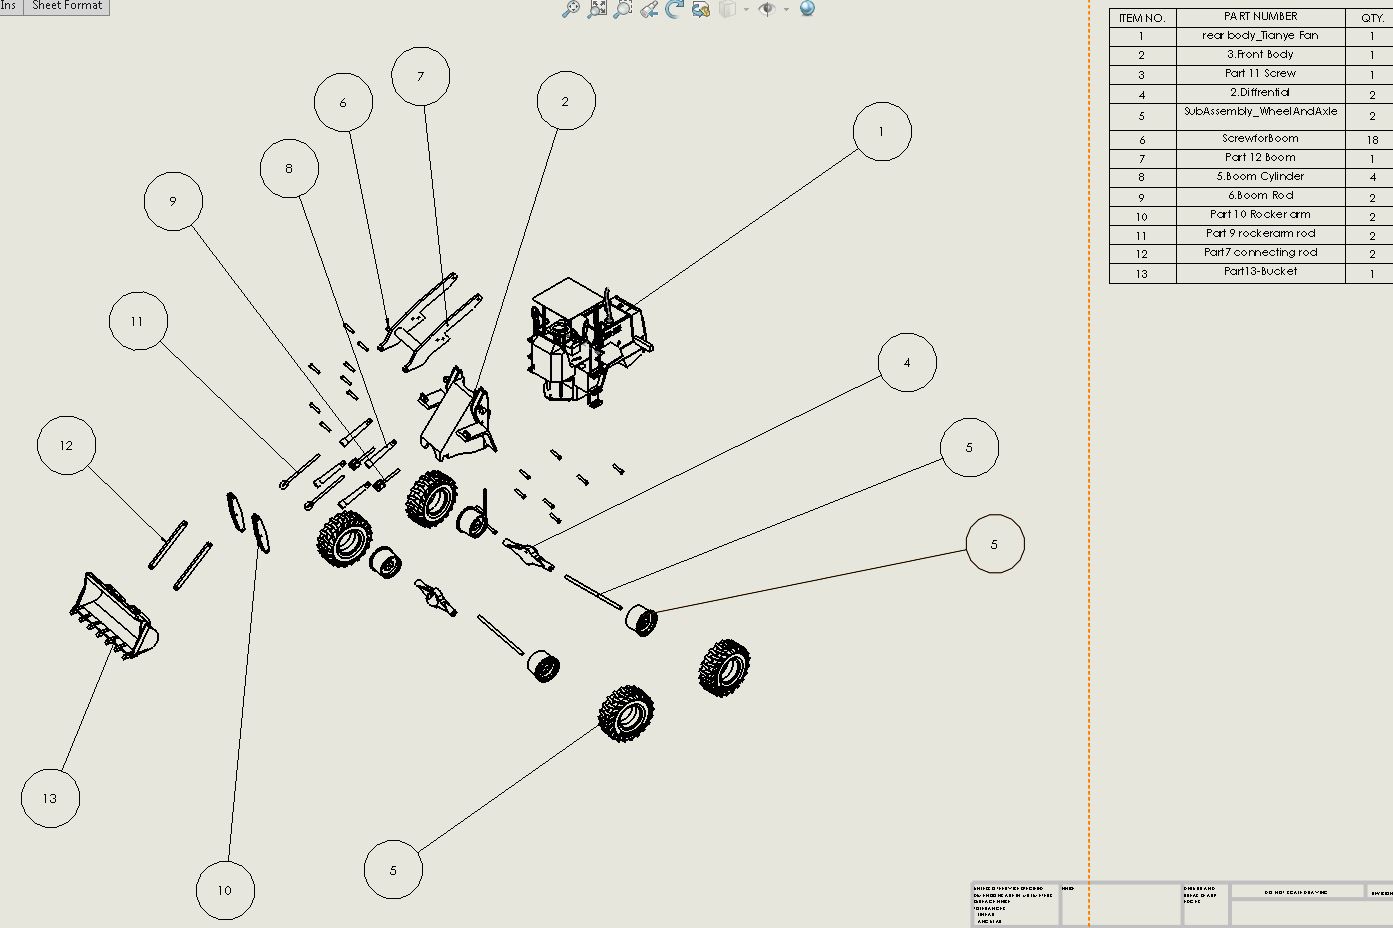 Ins Sheet Format
7
6
2
1
8
9
11
4
12
5
5
13
5
10
ITEM NO. PART NUMBER QTY.
1 rear body_Tianye Fan 1
2 3.Front Body 1
3 Part 11 Screw 1
4 2.Diffrential 2
5 SubAssembly_WheelAndAxle 2
6 ScrewforBoom 18
7 Part 12 Boom 1
8 5.Boom Cylinder 4
9 6.Boom Rod 2
10 Part 10 Rocker arm 2
11 Part 9 rockerarm rod 2
12 Part7 connecting rod 2
13 Part13-Bucket 1
DO NOT SCALE DRAWING